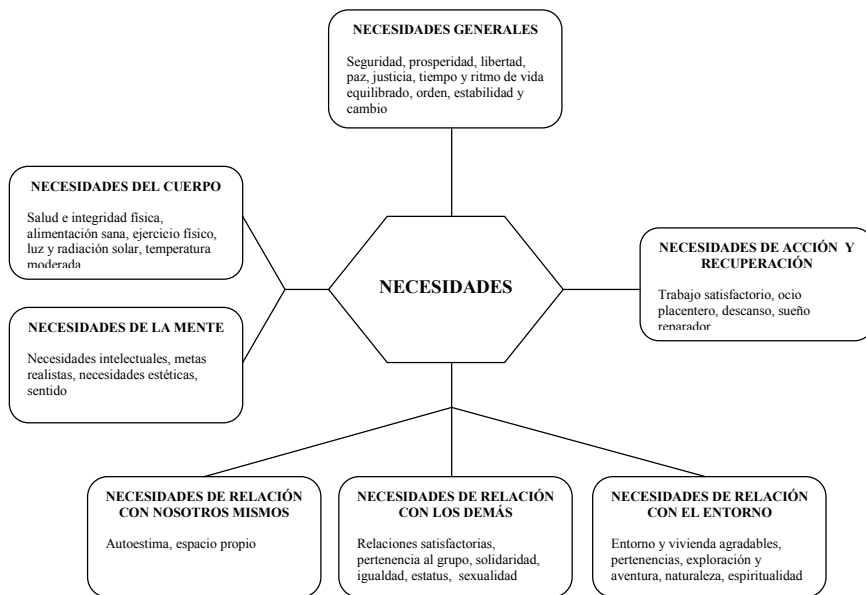 NECESIDADES GENERALES
Seguridad, prosperidad, libertad,
paz, justicia, tiempo y ritmo de vida
equilibrado, orden, estabilidad y
cambio
NECESIDADES DEL CUERPO
Salud e integridad física,
alimentación sana, ejercicio físico,
luz y radiación solar, temperatura
moderada
NECESIDADES DE LA MENTE
Necesidades intelectuales, metas
realistas, necesidades estéticas,
sentido
NECESIDADES
NECESIDADES DE ACCIÓN Y
RECUPERACIÓN
Trabajo satisfactorio, ocio
placentero, descanso, sueño
reparador
NECESIDADES DE RELACIÓN
CON NOSOTROS MISMOS
Autoestima, espacio propio
NECESIDADES DE RELACIÓN
CON LOS DEMÁS
Relaciones satisfactorias,
pertenencia al grupo, solidaridad,
igualdad, estatus, sexualidad
NECESIDADES DE RELACIÓN
CON EL ENTORNO
Entorno y vivienda agradables,
pertenencias, exploración y
aventura, naturaleza, espiritualidad